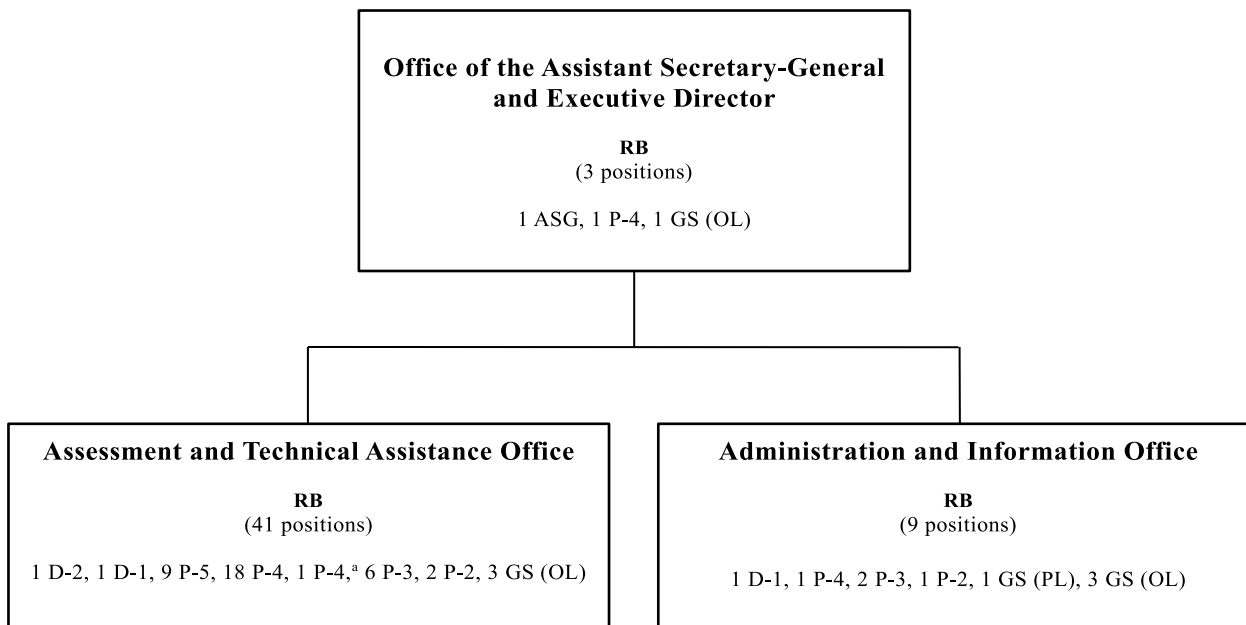 Office of the Assistant Secretary-General
and Executive Director
RB
(3 positions)
1 ASG, 1 P-4, 1 GS (OL)
Assessment and Technical Assistance Office
RB
(41 positions)
1 D-2, 1 D-1, 9 P-5, 18 P-4, 1 P-4,ᵃ 6 P-3, 2 P-2, 3 GS (OL)
Administration and Information Office
RB
(9 positions)
1 D-1, 1 P-4, 2 P-3, 1 P-2, 1 GS (PL), 3 GS (OL)